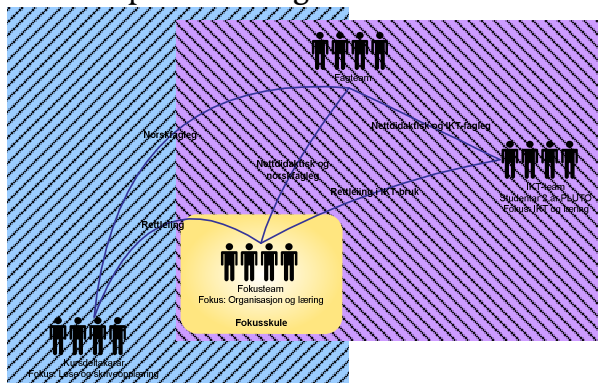 Fagteam
Norskfagleg
Nettdidaktisk og IKT-fagleg
Nettdidaktisk og
norskfagleg
Rettleiing i IKT-bruk
IKT-team
Studentar 2.år PLUTO
Fokus: IKT og læring
Rettleiing
Fokusteam
Fokus: Organisasjon og læring
Fokusskule
Kursdeltakarar
Fokus: Lese og skriveopplæring